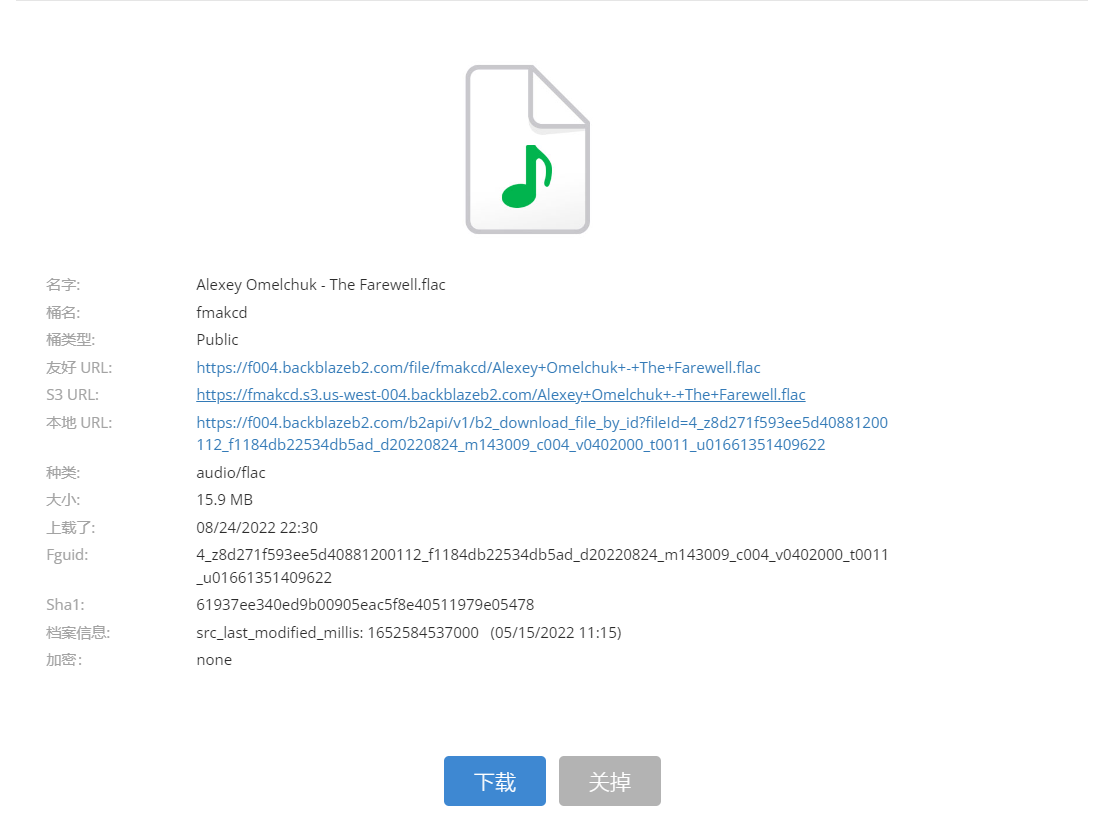 名字: Alexey Omelchuk - The Farewell.flac
桶名: fmakcd
桶类型: Public
友好 URL: https://f004.backblazeb2.com/file/fmakcd/Alexey+Omelchuk+-+The+Farewell.flac
S3 URL: https://fmakcd.s3.us-west-004.backblazeb2.com/Alexey+Omelchuk+-+The+Farewell.flac
本地 URL: https://f004.backblazeb2.com/b2api/v1/b2_download_file_by_id?fileId=4_z8d271f593ee5d40881200
112_f1184db22534db5ad_d20220824_m143009_c004_v0402000_t0011_u01661351409622
种类: audio/flac
大小: 15.9 MB
上载了: 08/24/2022 22:30
Fguid: 4_z8d271f593ee5d40881200112_f1184db22534db5ad_d20220824_m143009_c004_v0402000_t0011
_u01661351409622
Sha1: 61937ee340ed9b00905eac5f8e40511979e05478
档案信息: src_last_modified_millis: 1652584537000 (05/15/2022 11:15)
加密: none
下载 关掉